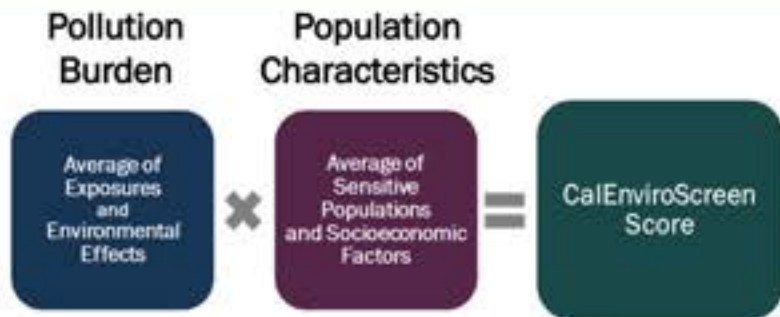 Pollution
Burden
Population
Characteristics
Average of
Exposures
and
Environmental
Effects
Average of
Sensitive
Populations
and Socioeconomic
Factors
=
CalEnviroScreen
Score